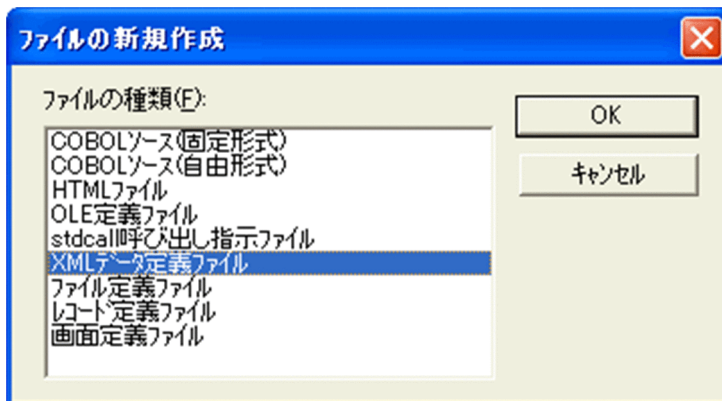 ファイルの新規作成
ファイルの種類(F):
COBOLソース(固定形式)
COBOLソース(自由形式)
HTMLファイル
OLE定義ファイル
stdcall呼び出し指示ファイル
XMLデータ定義ファイル
ファイル定義ファイル
レコード定義ファイル
画面定義ファイル
OK
キャンセル